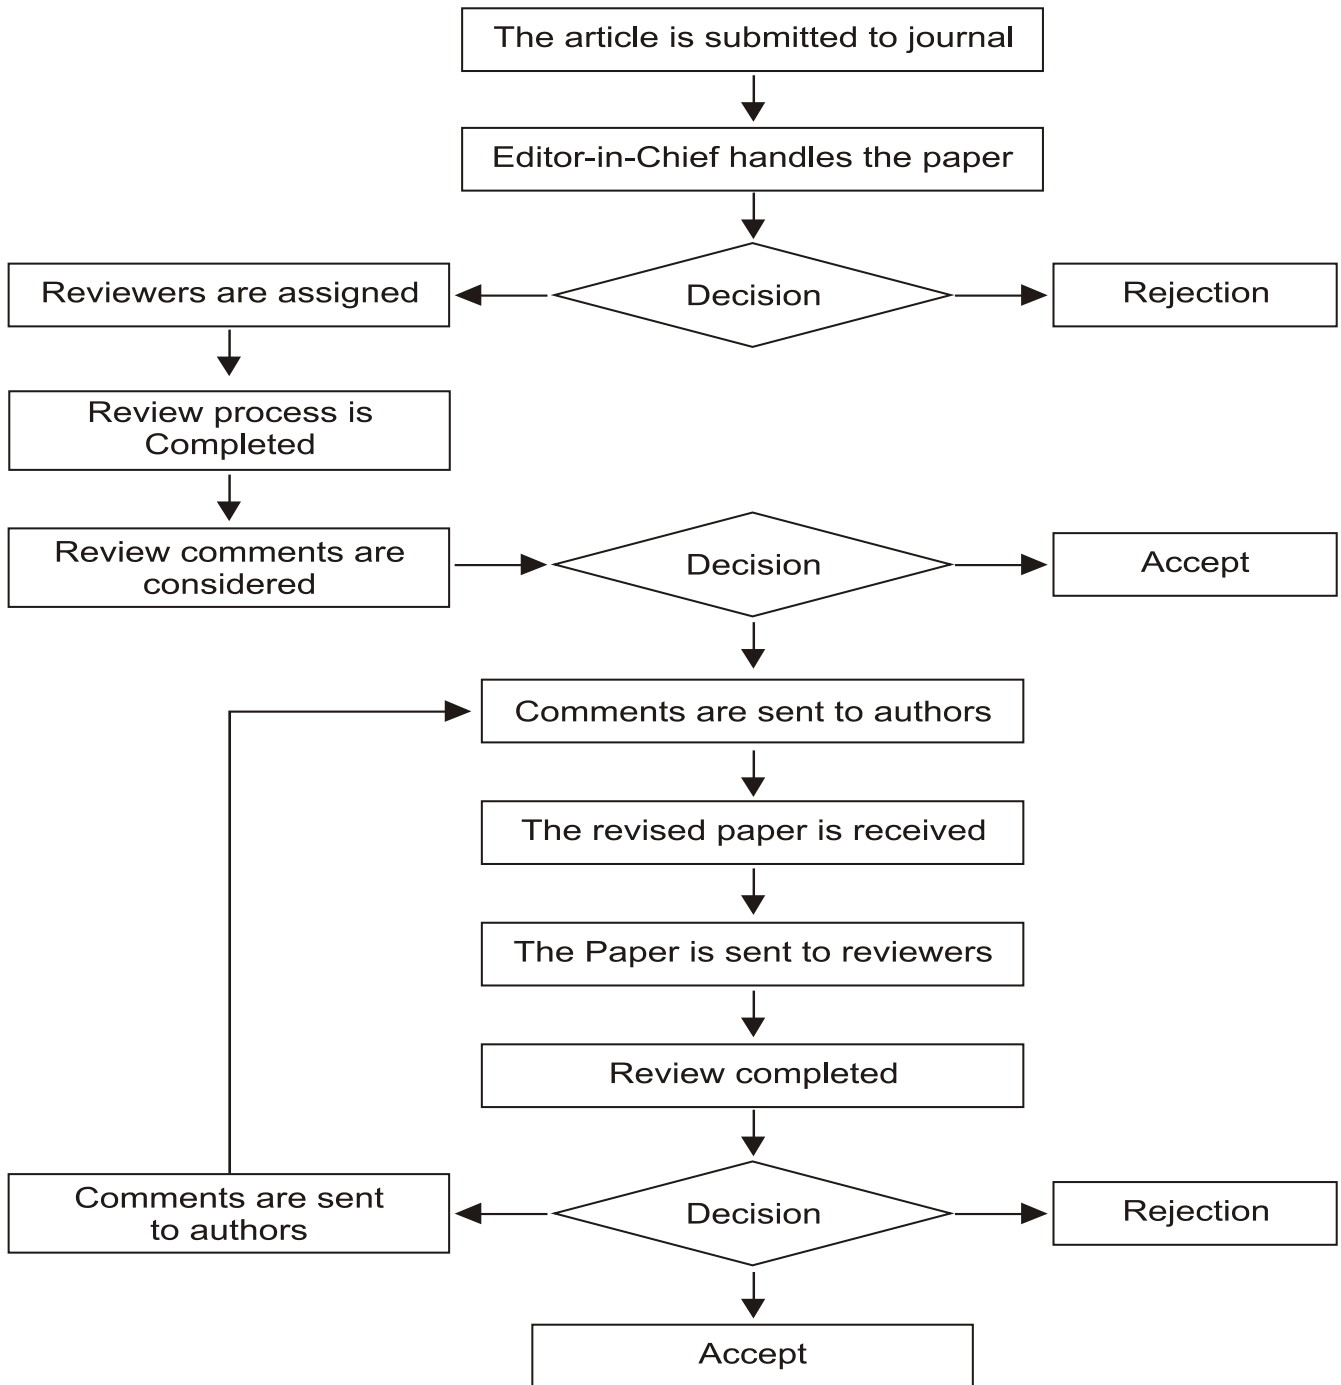 The article is submitted to journal
Editor-in-Chief handles the paper
Reviewers are assigned
Decision
Rejection
Review process is
Completed
Review comments are
considered
Decision
Accept
Comments are sent to authors
The revised paper is received
The Paper is sent to reviewers
Review completed
Comments are sent
to authors
Decision
Rejection
Accept